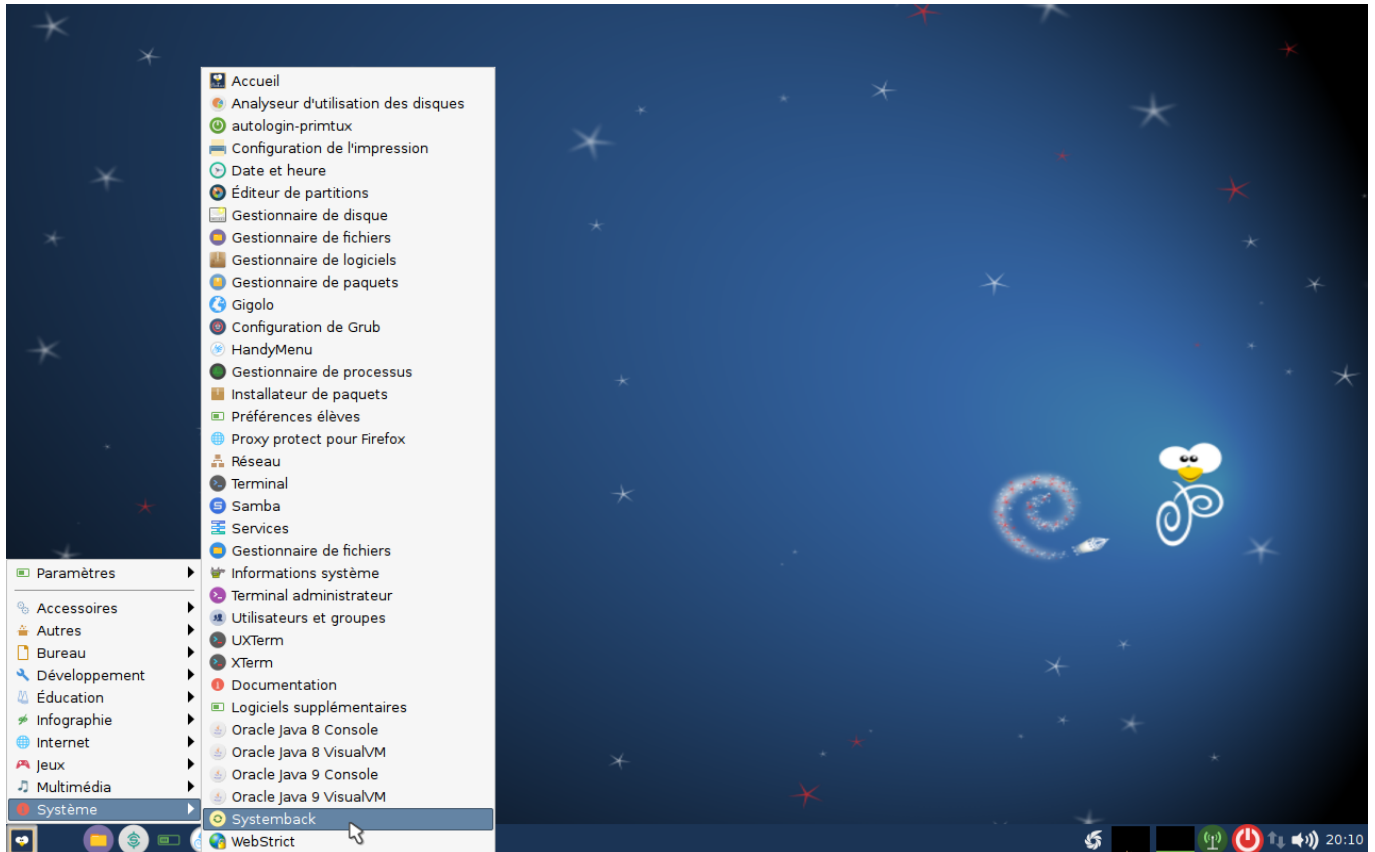 Accueil
Analyseur d'utilisation des disques
autologin-primtux
Configuration de l'impression
Date et heure
Éditeur de partitions
Gestionnaire de disque
Gestionnaire de fichiers
Gestionnaire de logiciels
Gestionnaire de paquets
Gigolo
Configuration de Grub
HandyMenu
Gestionnaire de processus
Installateur de paquets
Préférences élèves
Proxy protect pour Firefox
Réseau
Terminal
Samba
Services
Gestionnaire de fichiers
Informations système
Terminal administrateur
Utilisateurs et groupes
UXTerm
XTerm
Documentation
Logiciels supplémentaires
Oracle Java 8 Console
Oracle Java 8 VisualVM
Oracle Java 9 Console
Oracle Java 9 VisualVM
Systemback
WebStrict
Paramètres
Accessoires
Autres
Bureau
Développement
Éducation
Infographie
Internet
Jeux
Multimédia
Système
20:10